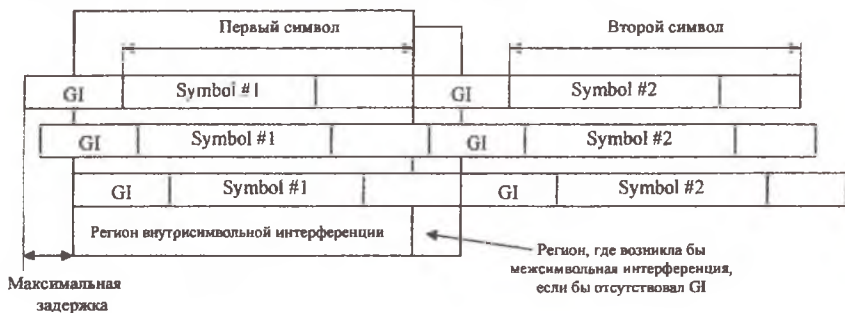 Первый символ
Второй символ
GI Symbol #1 GI Symbol #2
GI Symbol #1 GI Symbol #2
GI Symbol #1 GI Symbol #2
Регион внутрисимвольной интерференции
Максимальная
задержка
Регион, где возникла бы
межсимвольная интерференция,
если бы отсутствовал GI